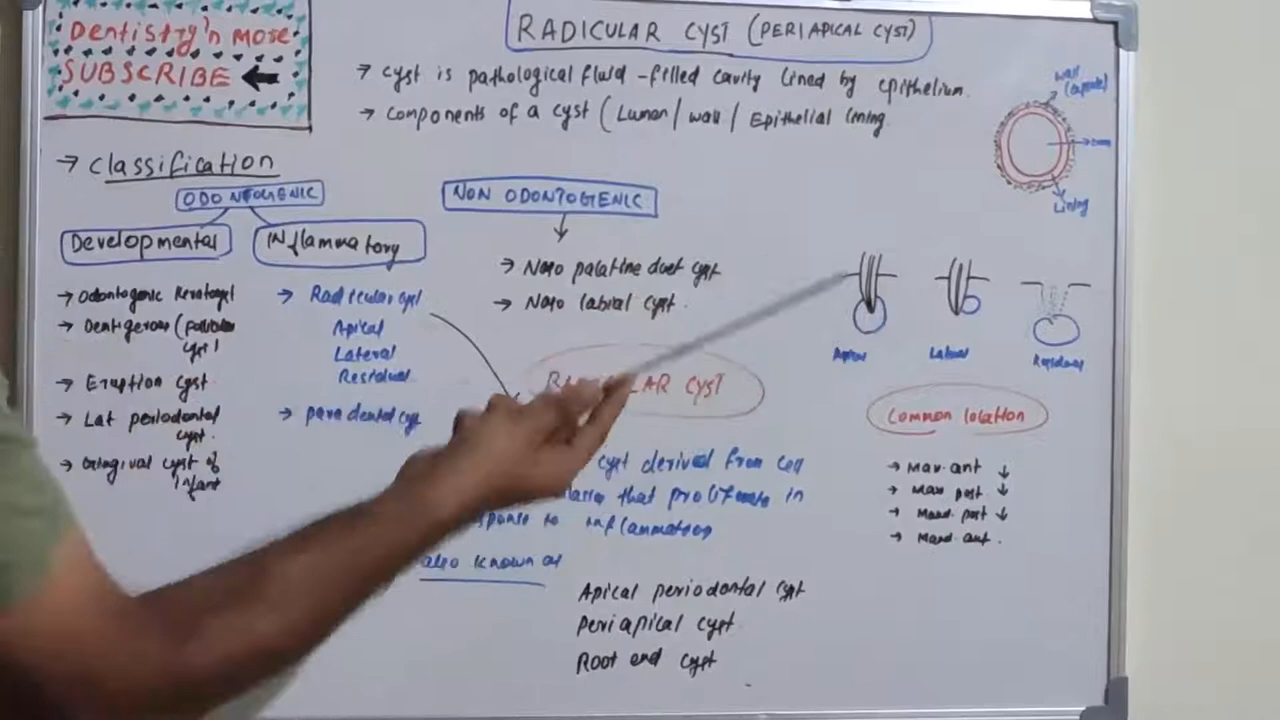 Dentistry'n more
SUBSCRIBE
RADICULAR CYST (PERIAPICAL CYST)
→ Cyst is pathological fluid-filled cavity lined by epithelium.
→ Components of a cyst (Lumen/wall/Epithelial lining.
wall
(capsule)
Lining
→ Classification
ODONTOGENIC
Developmental
Inflammatory
→ Odontogenic Keratocyst
→ Dentigerous (
cyst)
→ Eruption cyst.
→ Lat periodontal
cyst.
→ Gingival cyst of
Infant
→ Radicular cyst
Apical
Lateral
Residual
→ paradental cyst
NON ODONTOGENIC
→ Naso palatine duct cyst
→ Naso labial cyst.
Apical
Lateral
Residual
CYST
cyst derived from cell
that proliferate in
to inflammation
also known as
Apical periodontal cyst
Periapical cyst
Root end cyst
Common location
→ Max. ant ↓
→ Max post. ↓
→ Mand. post ↓
→ Mand. ant.